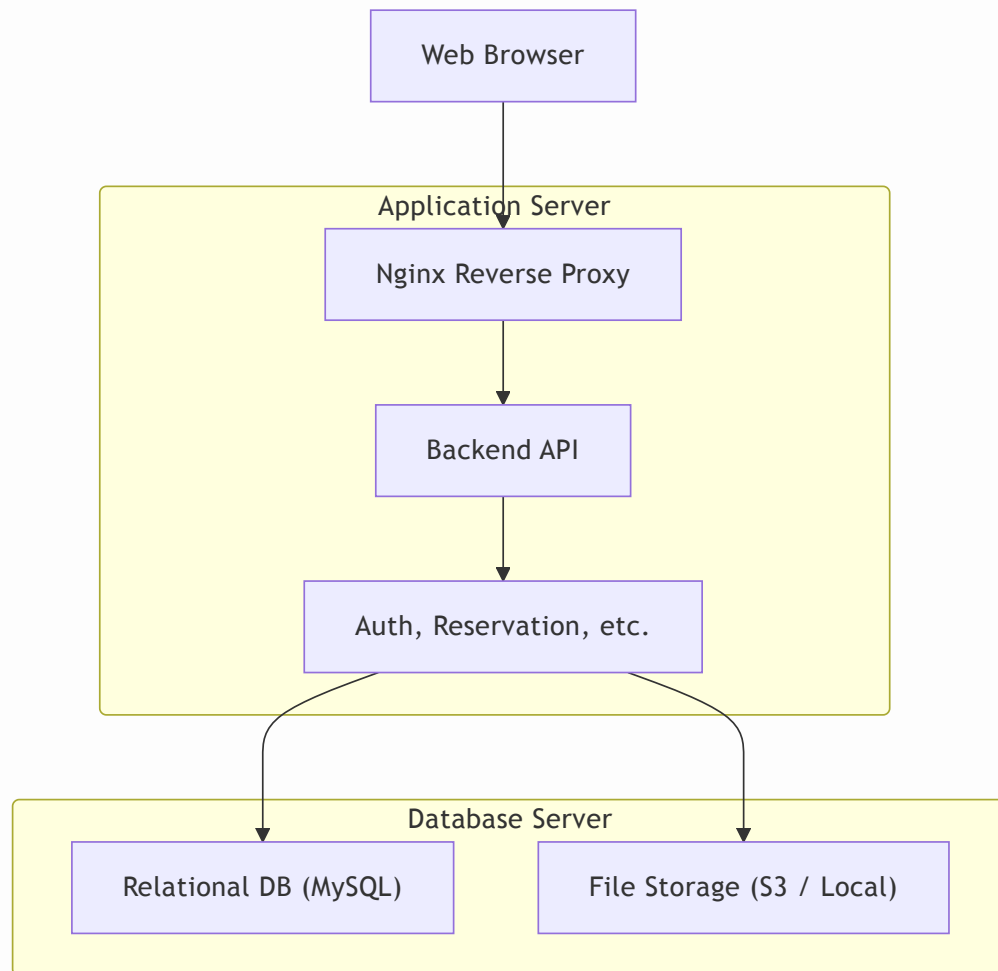 Web Browser
Application Server
Nginx Reverse Proxy
Backend API
Auth, Reservation, etc.
Database Server
Relational DB (MySQL)
File Storage (S3 / Local)